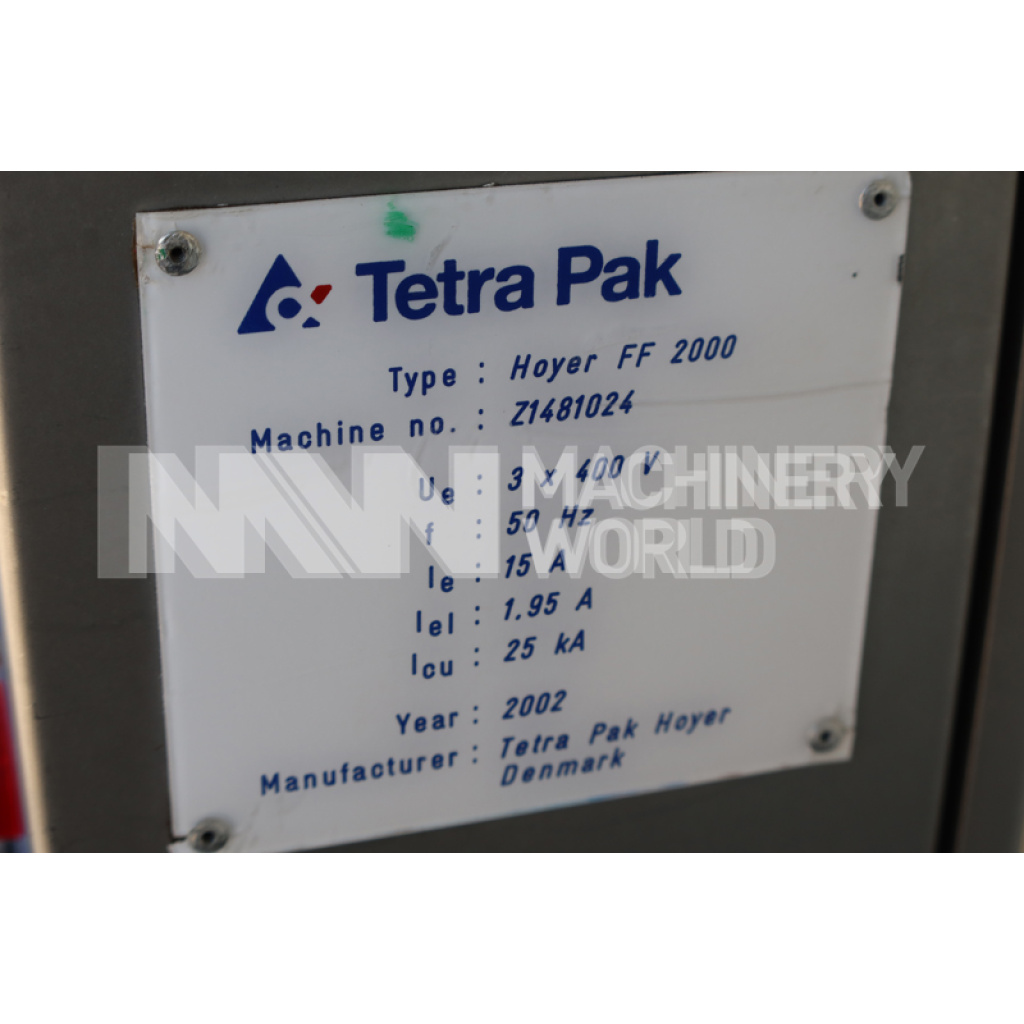 Tetra Pak
Type : Hoyer FF 2000
Machine no. : Z1481024
Ue : 3 x 400 V
f : 50 Hz
Ie : 15 A
Iel : 1.95 A
Icu : 25 kA
Year : 2002
Manufacturer : Tetra Pak Hoyer
Denmark
MACHINERY
WORLD